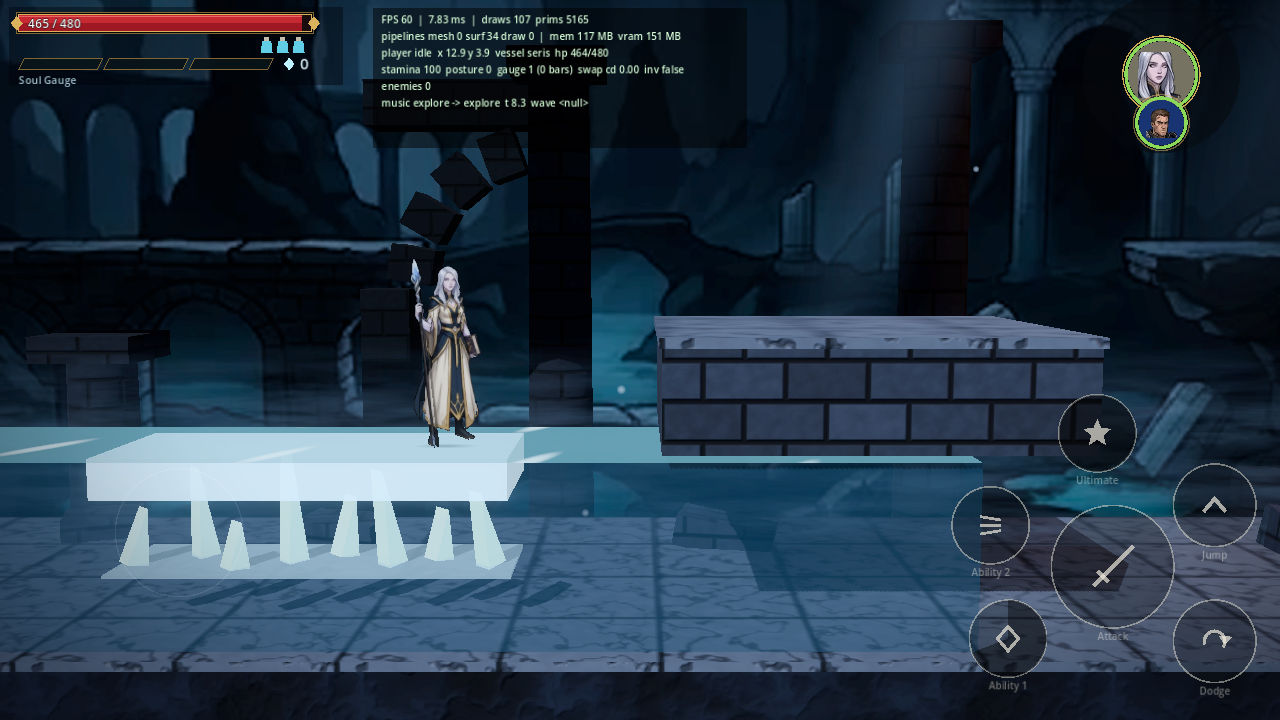 465 / 480
0
Soul Gauge
FPS 60 | 7.83 ms | draws 107 prims 5165
pipelines mesh 0 surf 34 draw 0 | mem 117 MB vram 151 MB
player idle x 12.9 y 3.9 vessel seris hp 464/480
stamina 100 posture 0 gauge 1 (0 bars) swap cd 0.00 inv false
enemies 0
music explore -> explore t 8.3 wave <null>
Ultimate
Ability 2
Jump
Attack
Ability 1
Dodge